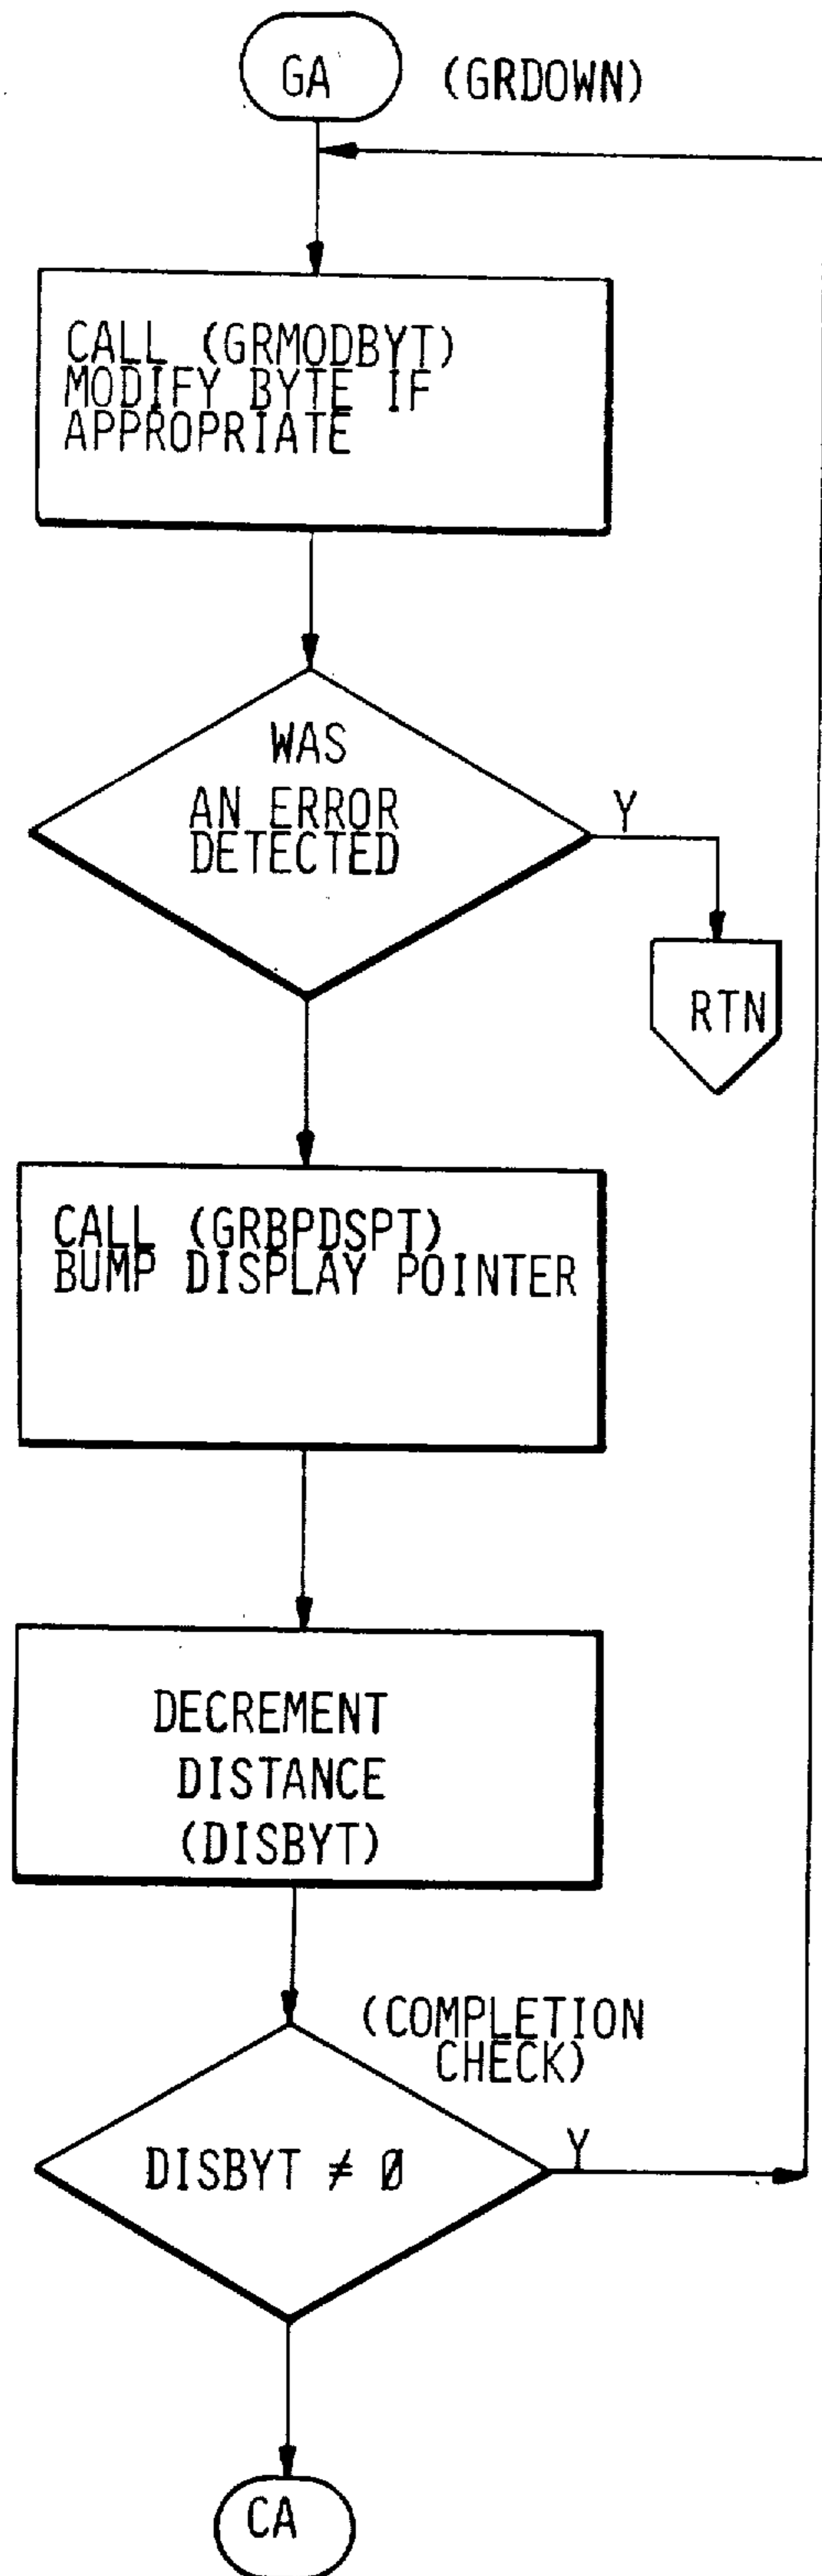 GA (GRDOWN)
CALL (GRMODBYT)
MODIFY BYTE IF
APPROPRIATE
WAS
AN ERROR
DETECTED
Y
RTN
CALL (GRBPDSPT)
BUMP DISPLAY POINTER
DECREMENT
DISTANCE
(DISBYT)
(COMPLETION
CHECK)
DISBYT ≠ Ø
Y
CA